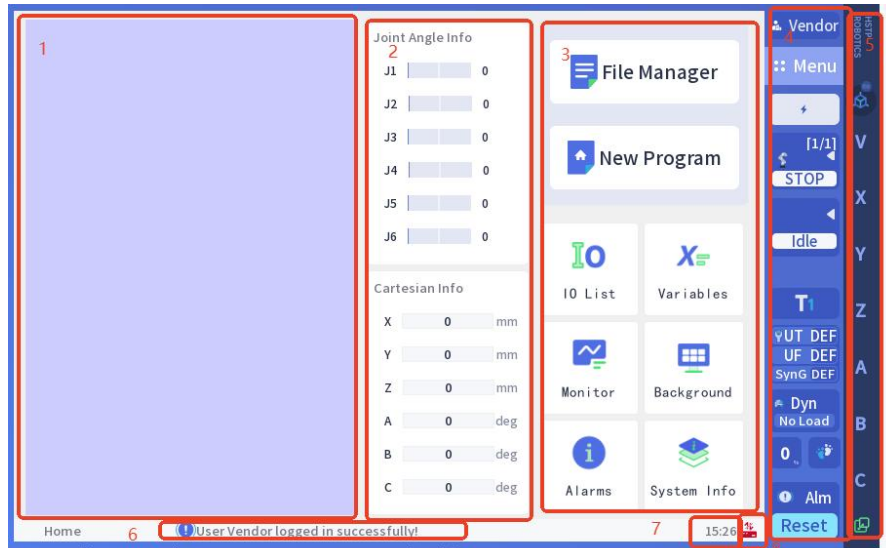 1
Joint Angle Info
2
J1 0
J2 0
J3 0
J4 0
J5 0
J6 0
Cartesian Info
X 0 mm
Y 0 mm
Z 0 mm
A 0 deg
B 0 deg
C 0 deg
3
File Manager
New Program
IO
IO List
X=
Variables
Monitor
Background
i
Alarms
System Info
4
Vendor
Menu
[1/1]
STOP
Idle
T1
UT DEF
UF DEF
SynG DEF
Dyn
No Load
0 %
Alm
Reset
5
HSTP
ROBOTICS
V
X
Y
Z
A
B
C
Home
6
User Vendor logged in successfully!
7
15:26